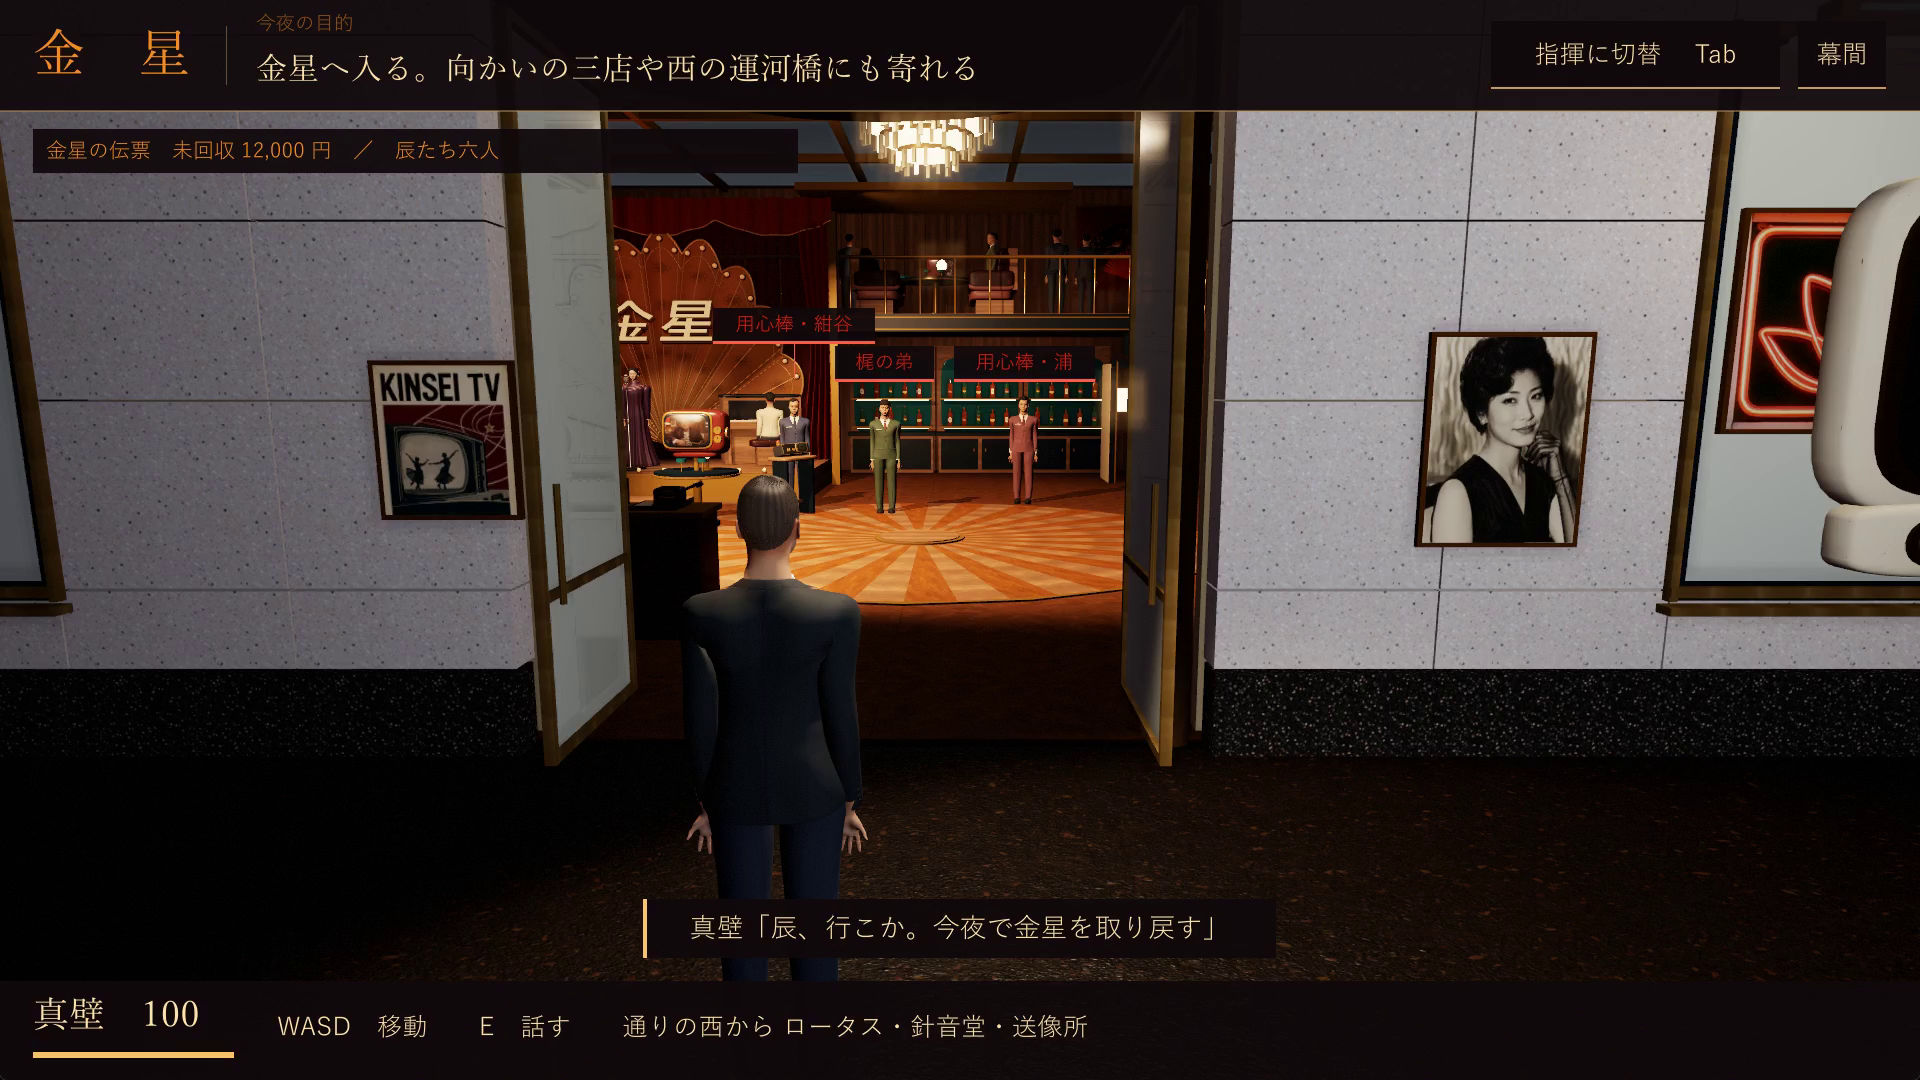 金 星
今夜の目的
金星へ入る。向かいの三店や西の運河橋にも寄れる
指揮に切替 Tab
幕間
金星の伝票 未回収 12,000 円 ／ 辰たち六人
金星
用心棒・紺谷
梶の弟
用心棒・浦
KINSEI TV
真壁「辰、行こか。今夜で金星を取り戻す」
真壁 100
WASD 移動 E 話す 通りの西から ロータス・針音堂・送像所